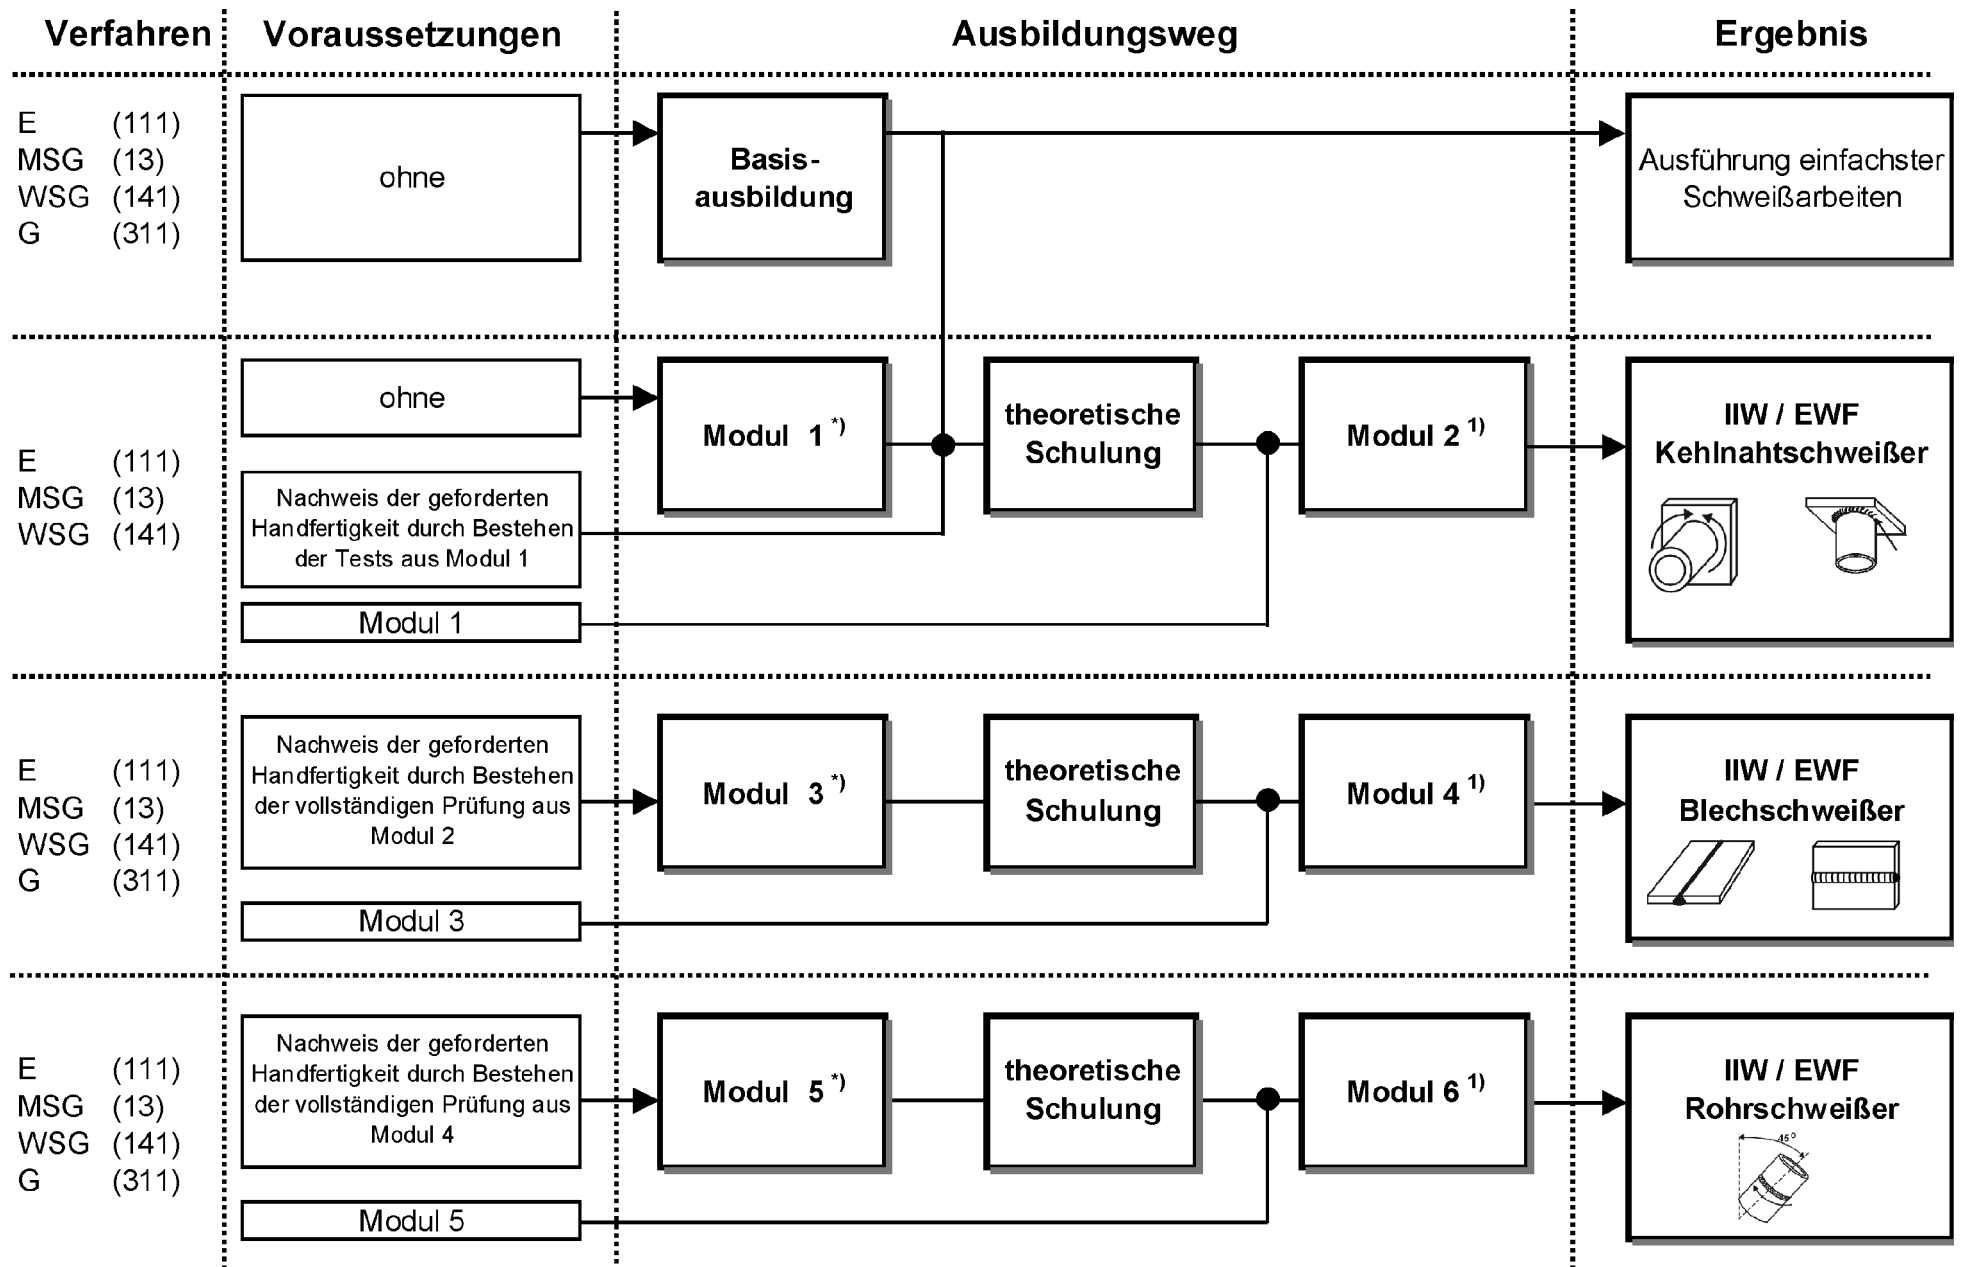 Verfahren Voraussetzungen Ausbildungsweg Ergebnis
E (111)
MSG (13)
WSG (141)
G (311)
ohne
Basis-
ausbildung
Ausführung einfachster
Schweißarbeiten
E (111)
MSG (13)
WSG (141)
ohne
Nachweis der geforderten
Handfertigkeit durch Bestehen
der Tests aus Modul 1
Modul 1
Modul 1 *)
theoretische
Schulung
Modul 2 1)
IIW / EWF
Kehlnahtschweißer
E (111)
MSG (13)
WSG (141)
G (311)
Nachweis der geforderten
Handfertigkeit durch Bestehen
der vollständigen Prüfung aus
Modul 2
Modul 3
Modul 3 *)
theoretische
Schulung
Modul 4 1)
IIW / EWF
Blechschweißer
E (111)
MSG (13)
WSG (141)
G (311)
Nachweis der geforderten
Handfertigkeit durch Bestehen
der vollständigen Prüfung aus
Modul 4
Modul 5
Modul 5 *)
theoretische
Schulung
Modul 6 1)
IIW / EWF
Rohrschweißer
45°